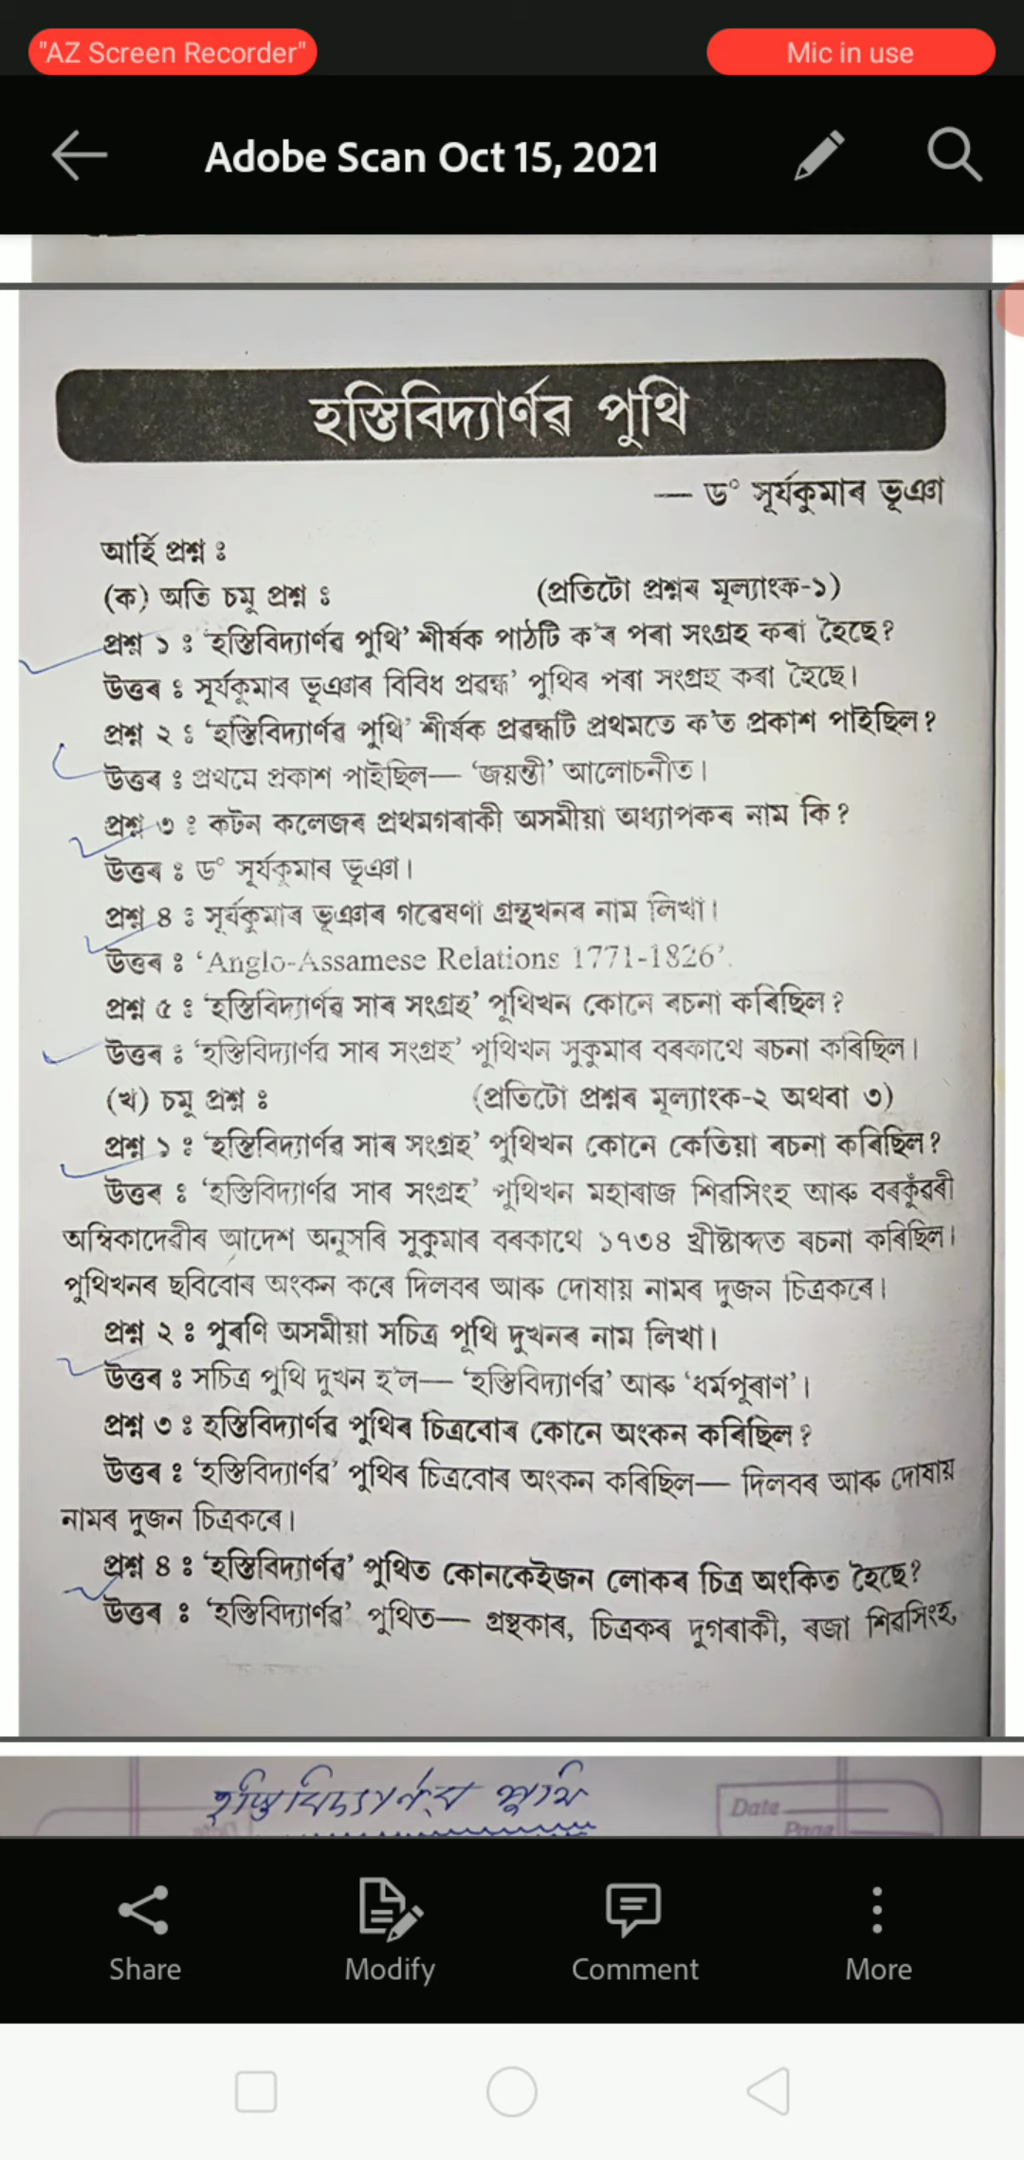 "AZ Screen Recorder"
Mic in use
Adobe Scan Oct 15, 2021
হস্তিবিদ্যাৰ্ণৱ পুথি
— ড° সূৰ্যকুমাৰ ভূঞা
আৰ্হি প্ৰশ্ন ঃ
(ক) অতি চমু প্ৰশ্ন ঃ (প্ৰতিটো প্ৰশ্নৰ মূল্যাংক-১)
প্ৰশ্ন ১ ঃ ‘হস্তিবিদ্যাৰ্ণৱ পুথি’ শীৰ্ষক পাঠটি ক'ৰ পৰা সংগ্ৰহ কৰা হৈছে?
উত্তৰ ঃ সূৰ্যকুমাৰ ভূঞাৰ বিবিধ প্ৰৱন্ধ’ পুথিৰ পৰা সংগ্ৰহ কৰা হৈছে।
প্ৰশ্ন ২ ঃ ‘হস্তিবিদ্যাৰ্ণৱ পুথি’ শীৰ্ষক প্ৰৱন্ধটি প্ৰথমতে ক'ত প্ৰকাশ পাইছিল?
উত্তৰ ঃ প্ৰথমে প্ৰকাশ পাইছিল— ‘জয়ন্তী’ আলোচনীত।
প্ৰশ্ন ৩ ঃ কটন কলেজৰ প্ৰথমগৰাকী অসমীয়া অধ্যাপকৰ নাম কি?
উত্তৰ ঃ ড° সূৰ্যকুমাৰ ভূঞা।
প্ৰশ্ন ৪ ঃ সূৰ্যকুমাৰ ভূঞাৰ গৱেষণা গ্ৰন্থখনৰ নাম লিখা।
উত্তৰ ঃ ‘Anglo-Assamese Relations 1771-1826’.
প্ৰশ্ন ৫ ঃ ‘হস্তিবিদ্যাৰ্ণৱ সাৰ সংগ্ৰহ’ পুথিখন কোনে ৰচনা কৰিছিল?
উত্তৰ ঃ ‘হস্তিবিদ্যাৰ্ণৱ সাৰ সংগ্ৰহ’ পুথিখন সুকুমাৰ বৰকাথে ৰচনা কৰিছিল।
(খ) চমু প্ৰশ্ন ঃ (প্ৰতিটো প্ৰশ্নৰ মূল্যাংক-২ অথবা ৩)
প্ৰশ্ন ১ ঃ ‘হস্তিবিদ্যাৰ্ণৱ সাৰ সংগ্ৰহ’ পুথিখন কোনে কেতিয়া ৰচনা কৰিছিল?
উত্তৰ ঃ ‘হস্তিবিদ্যাৰ্ণৱ সাৰ সংগ্ৰহ’ পুথিখন মহাৰাজ শিৱসিংহ আৰু বৰকুঁৱৰী
অম্বিকাদেৱীৰ আদেশ অনুসৰি সুকুমাৰ বৰকাথে ১৭৩৪ খ্ৰীষ্টাব্দত ৰচনা কৰিছিল।
পুথিখনৰ ছবিবোৰ অংকন কৰে দিলবৰ আৰু দোষায় নামৰ দুজন চিত্ৰকৰে।
প্ৰশ্ন ২ ঃ পুৰণি অসমীয়া সচিত্ৰ পূথি দুখনৰ নাম লিখা।
উত্তৰ ঃ সচিত্ৰ পুথি দুখন হ'ল— ‘হস্তিবিদ্যাৰ্ণৱ’ আৰু ‘ধৰ্মপুৰাণ’।
প্ৰশ্ন ৩ ঃ হস্তিবিদ্যাৰ্ণৱ পুথিৰ চিত্ৰবোৰ কোনে অংকন কৰিছিল?
উত্তৰ ঃ ‘হস্তিবিদ্যাৰ্ণৱ’ পুথিৰ চিত্ৰবোৰ অংকন কৰিছিল— দিলবৰ আৰু দোষায়
নামৰ দুজন চিত্ৰকৰে।
প্ৰশ্ন ৪ ঃ ‘হস্তিবিদ্যাৰ্ণৱ’ পুথিত কোনকেইজন লোকৰ চিত্ৰ অংকিত হৈছে?
উত্তৰ ঃ ‘হস্তিবিদ্যাৰ্ণৱ’ পুথিত— গ্ৰন্থকাৰ, চিত্ৰকৰ দুগৰাকী, ৰজা শিৱসিংহ,
হস্তিবিদ্যাৰ্ণৱ পুথি
Date
Page
Share
Modify
Comment
More